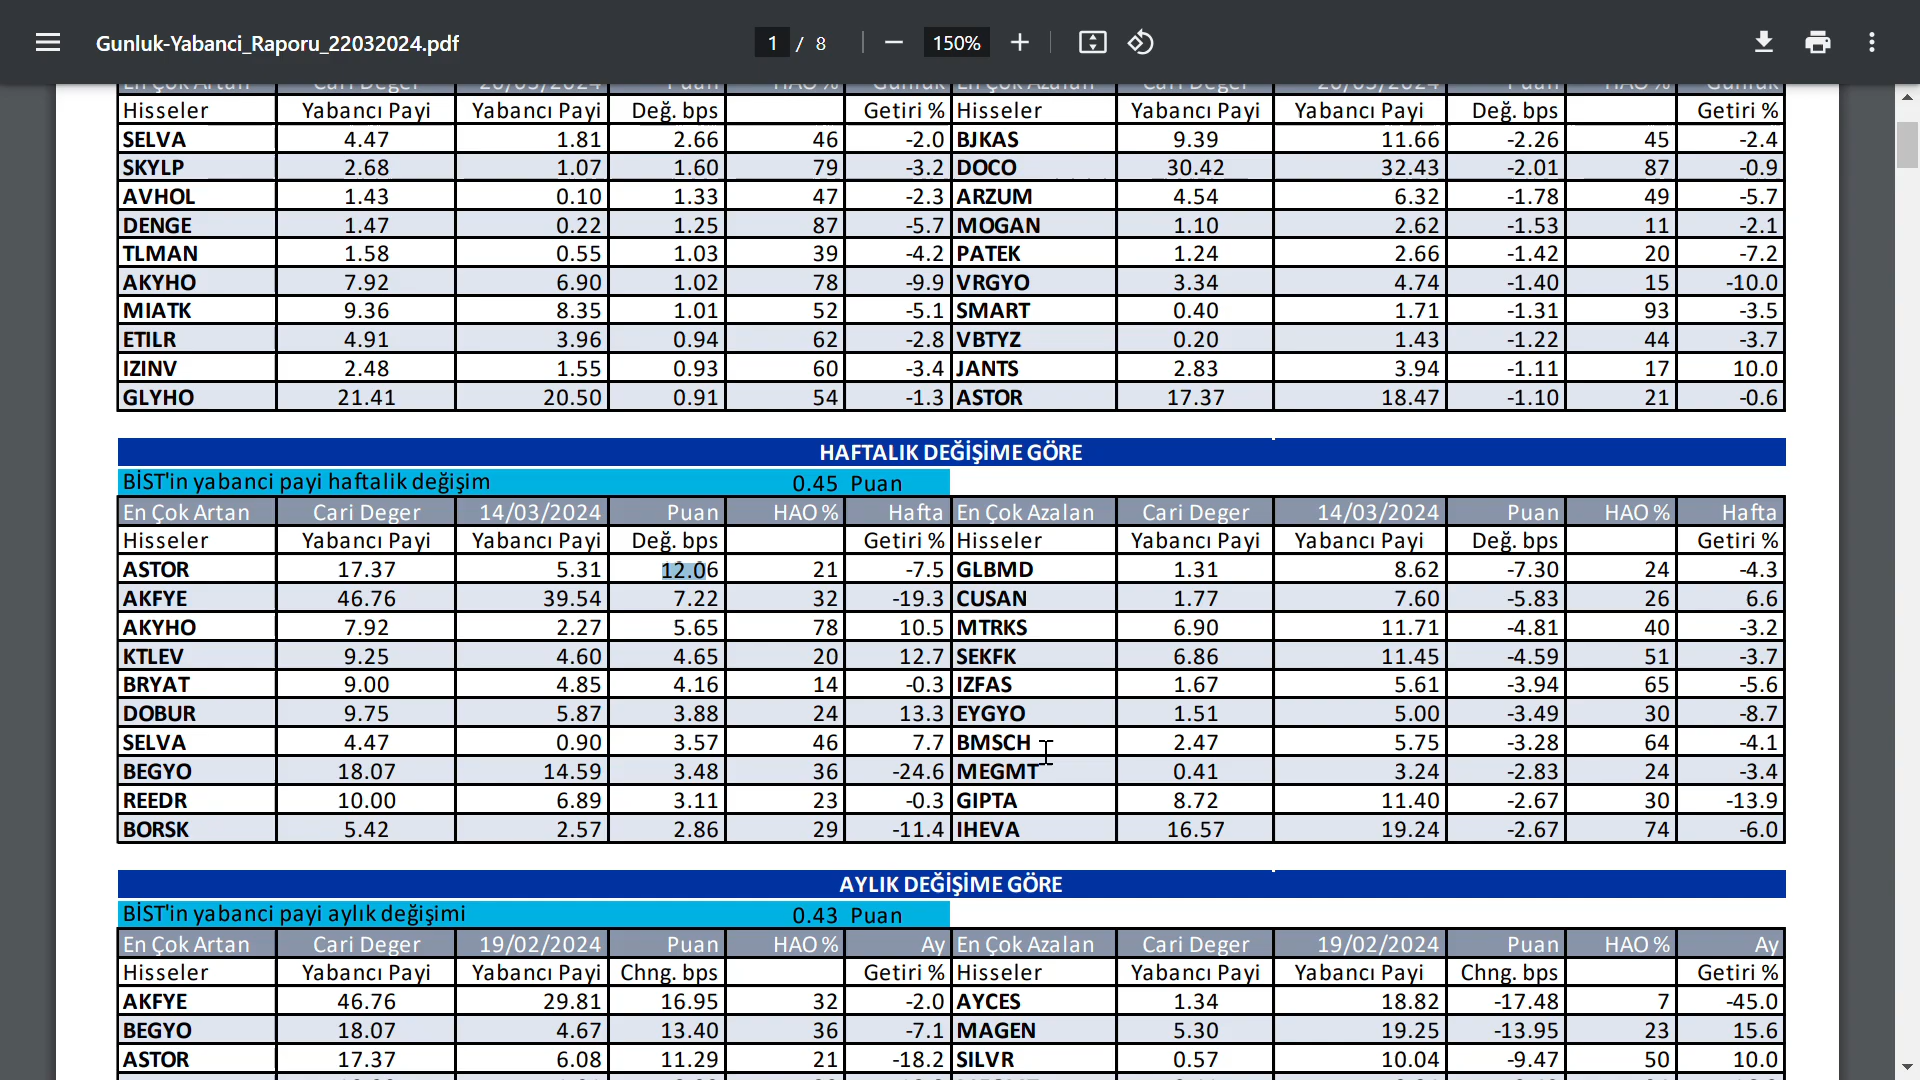 Gunluk-Yabanci_Raporu_22032024.pdf 1 / 8 150%
En Çok Artan Cari Deger 20/03/2024 Puan HAO % Günlük En Çok Azalan Cari Deger 20/03/2024 Puan HAO % Günlük
Hisseler Yabancı Payi Yabancı Payi Değ. bps Getiri % Hisseler Yabancı Payi Yabancı Payi Değ. bps Getiri %
SELVA 4.47 1.81 2.66 46 -2.0 BJKAS 9.39 11.66 -2.26 45 -2.4
SKYLP 2.68 1.07 1.60 79 -3.2 DOCO 30.42 32.43 -2.01 87 -0.9
AVHOL 1.43 0.10 1.33 47 -2.3 ARZUM 4.54 6.32 -1.78 49 -5.7
DENGE 1.47 0.22 1.25 87 -5.7 MOGAN 1.10 2.62 -1.53 11 -2.1
TLMAN 1.58 0.55 1.03 39 -4.2 PATEK 1.24 2.66 -1.42 20 -7.2
AKYHO 7.92 6.90 1.02 78 -9.9 VRGYO 3.34 4.74 -1.40 15 -10.0
MIATK 9.36 8.35 1.01 52 -5.1 SMART 0.40 1.71 -1.31 93 -3.5
ETILR 4.91 3.96 0.94 62 -2.8 VBTYZ 0.20 1.43 -1.22 44 -3.7
IZINV 2.48 1.55 0.93 60 -3.4 JANTS 2.83 3.94 -1.11 17 10.0
GLYHO 21.41 20.50 0.91 54 -1.3 ASTOR 17.37 18.47 -1.10 21 -0.6
HAFTALIK DEĞİŞİME GÖRE
BİST'in yabanci payi haftalik değişim 0.45 Puan
En Çok Artan Cari Deger 14/03/2024 Puan HAO % Hafta En Çok Azalan Cari Deger 14/03/2024 Puan HAO % Hafta
Hisseler Yabancı Payi Yabancı Payi Değ. bps Getiri % Hisseler Yabancı Payi Yabancı Payi Değ. bps Getiri %
ASTOR 17.37 5.31 12.06 21 -7.5 GLBMD 1.31 8.62 -7.30 24 -4.3
AKFYE 46.76 39.54 7.22 32 -19.3 CUSAN 1.77 7.60 -5.83 26 6.6
AKYHO 7.92 2.27 5.65 78 10.5 MTRKS 6.90 11.71 -4.81 40 -3.2
KTLEV 9.25 4.60 4.65 20 12.7 SEKFK 6.86 11.45 -4.59 51 -3.7
BRYAT 9.00 4.85 4.16 14 -0.3 IZFAS 1.67 5.61 -3.94 65 -5.6
DOBUR 9.75 5.87 3.88 24 13.3 EYGYO 1.51 5.00 -3.49 30 -8.7
SELVA 4.47 0.90 3.57 46 7.7 BMSCH 2.47 5.75 -3.28 64 -4.1
BEGYO 18.07 14.59 3.48 36 -24.6 MEGMT 0.41 3.24 -2.83 24 -3.4
REEDR 10.00 6.89 3.11 23 -0.3 GIPTA 8.72 11.40 -2.67 30 -13.9
BORSK 5.42 2.57 2.86 29 -11.4 IHEVA 16.57 19.24 -2.67 74 -6.0
AYLIK DEĞİŞİME GÖRE
BİST'in yabanci payi aylık değişimi 0.43 Puan
En Çok Artan Cari Deger 19/02/2024 Puan HAO % Ay En Çok Azalan Cari Deger 19/02/2024 Puan HAO % Ay
Hisseler Yabancı Payi Yabancı Payi Chng. bps Getiri % Hisseler Yabancı Payi Yabancı Payi Chng. bps Getiri %
AKFYE 46.76 29.81 16.95 32 -2.0 AYCES 1.34 18.82 -17.48 7 -45.0
BEGYO 18.07 4.67 13.40 36 -7.1 MAGEN 5.30 19.25 -13.95 23 15.6
ASTOR 17.37 6.08 11.29 21 -18.2 SILVR 0.57 10.04 -9.47 50 10.0